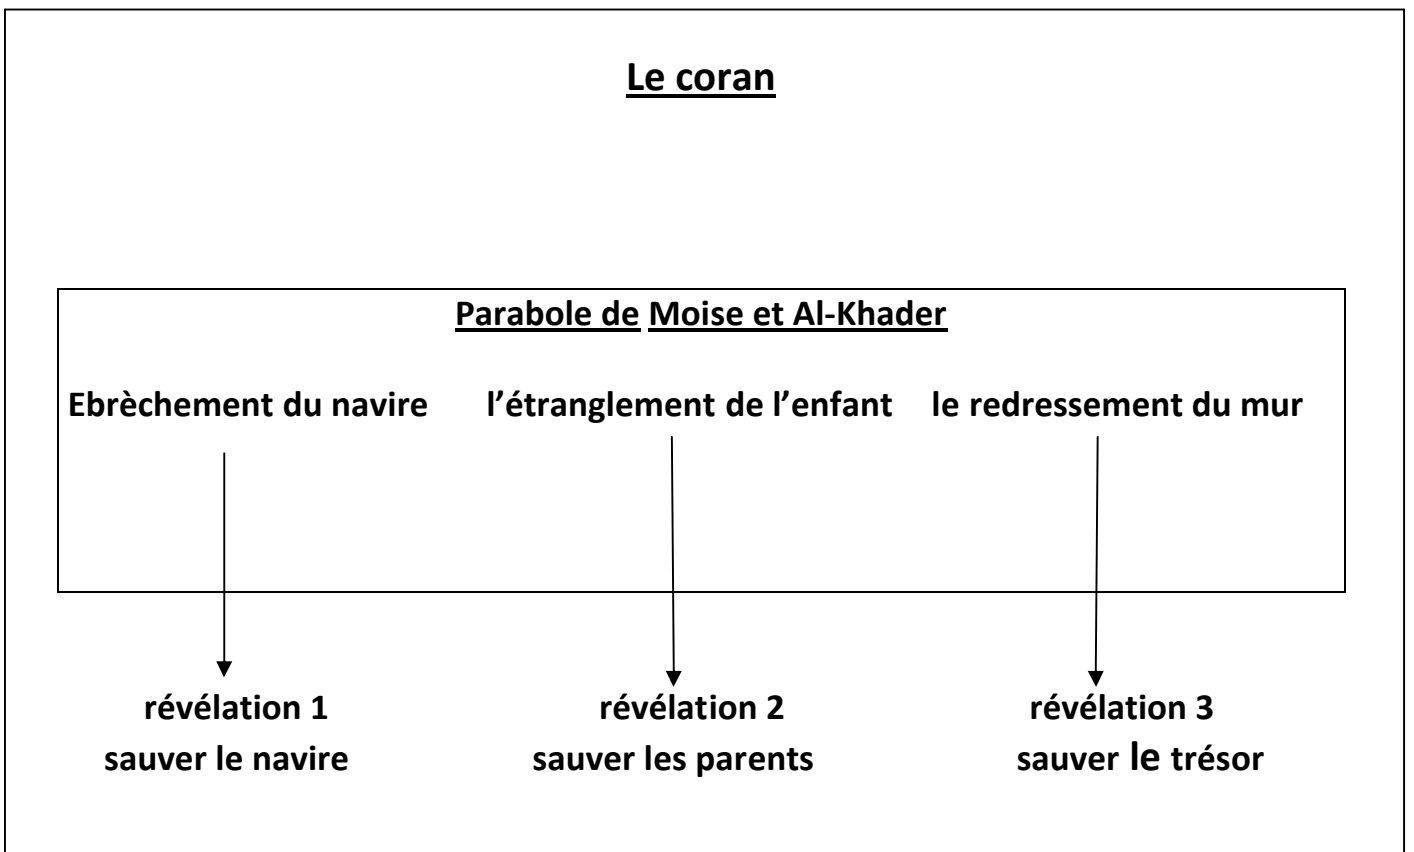 Le coran
Parabole de Moise et Al-Khader
Ebrèchement du navire l’étranglement de l’enfant le redressement du mur
révélation 1 révélation 2 révélation 3
sauver le navire sauver les parents sauver le trésor